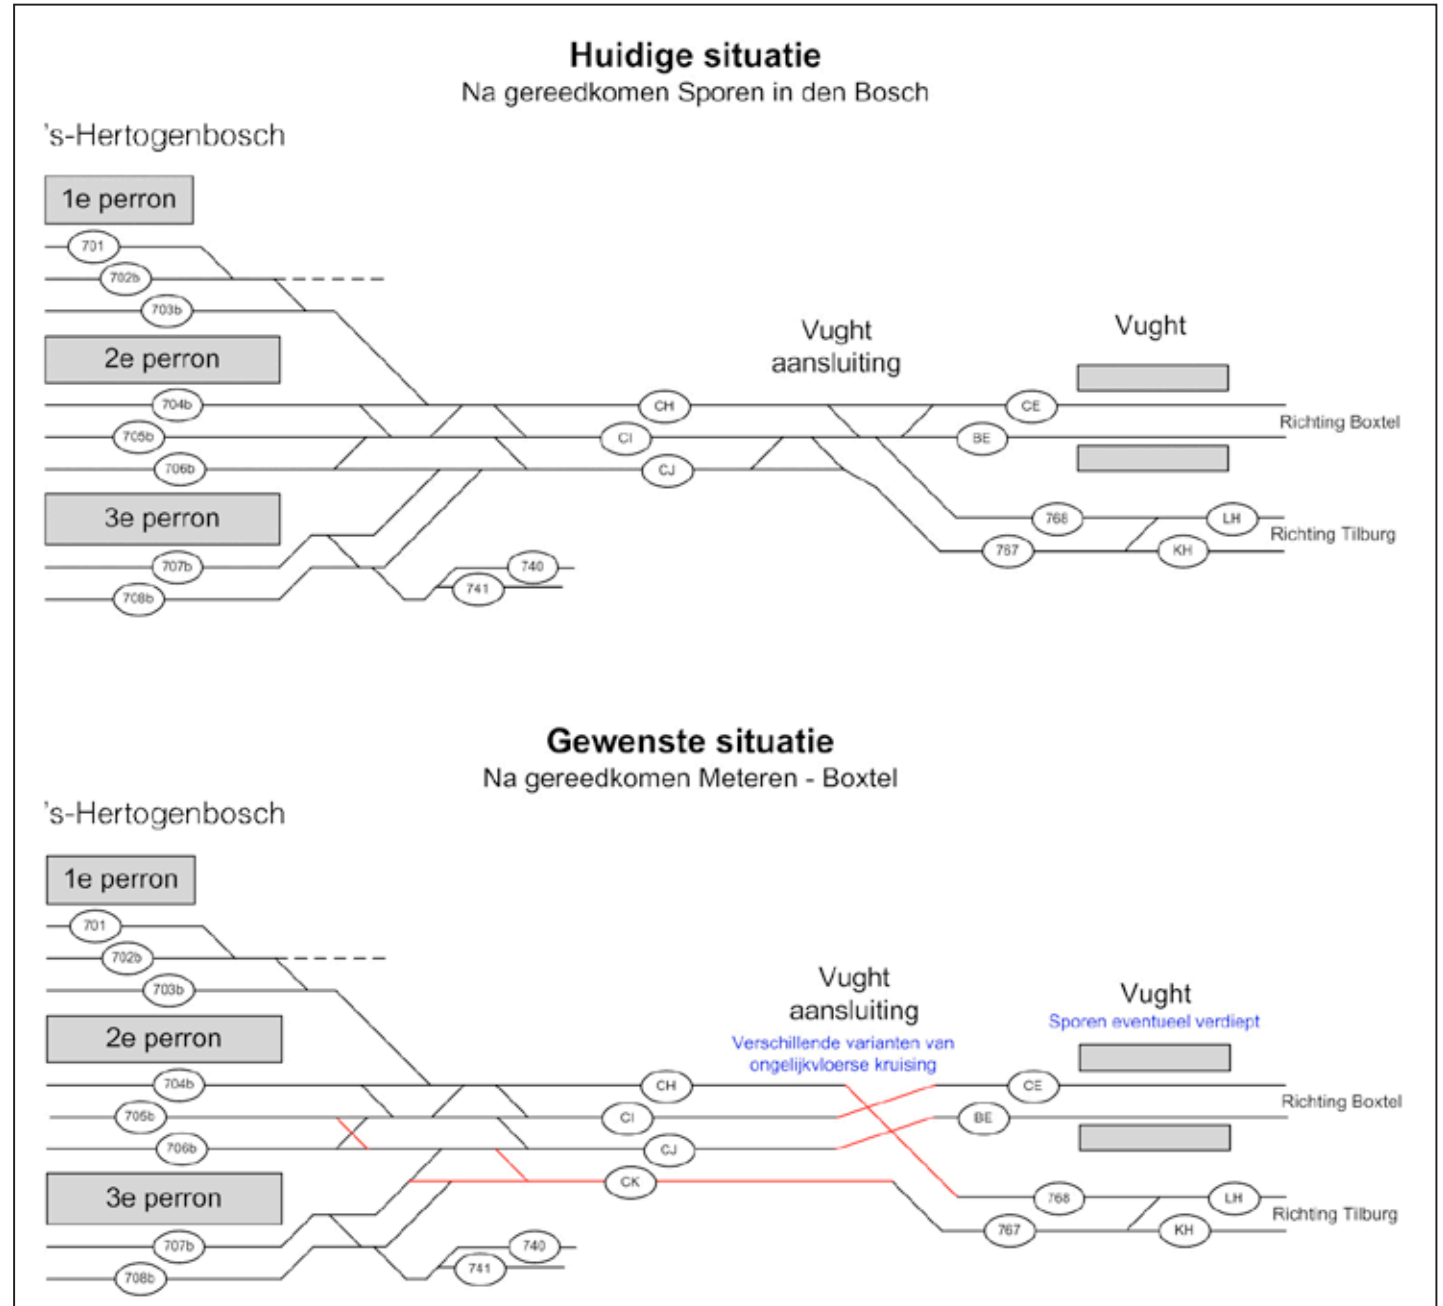 Huidige situatie
Na gereedkomen Sporen in den Bosch
's-Hertogenbosch
1e perron
701
702b
703b
2e perron
Vught
aansluiting
Vught
704b
CH
CE
Richting Boxtel
705b
CI
BE
706b
CJ
3e perron
768
LH
Richting Tilburg
767
KH
707b
740
708b
741
Gewenste situatie
Na gereedkomen Meteren - Boxtel
's-Hertogenbosch
1e perron
701
702b
703b
Vught
aansluiting
Verschillende varianten van
ongelijkvloerse kruising
Vught
Sporen eventueel verdiept
2e perron
704b
CH
CE
Richting Boxtel
705b
CI
BE
706b
CJ
CK
3e perron
768
LH
Richting Tilburg
767
KH
707b
740
708b
741